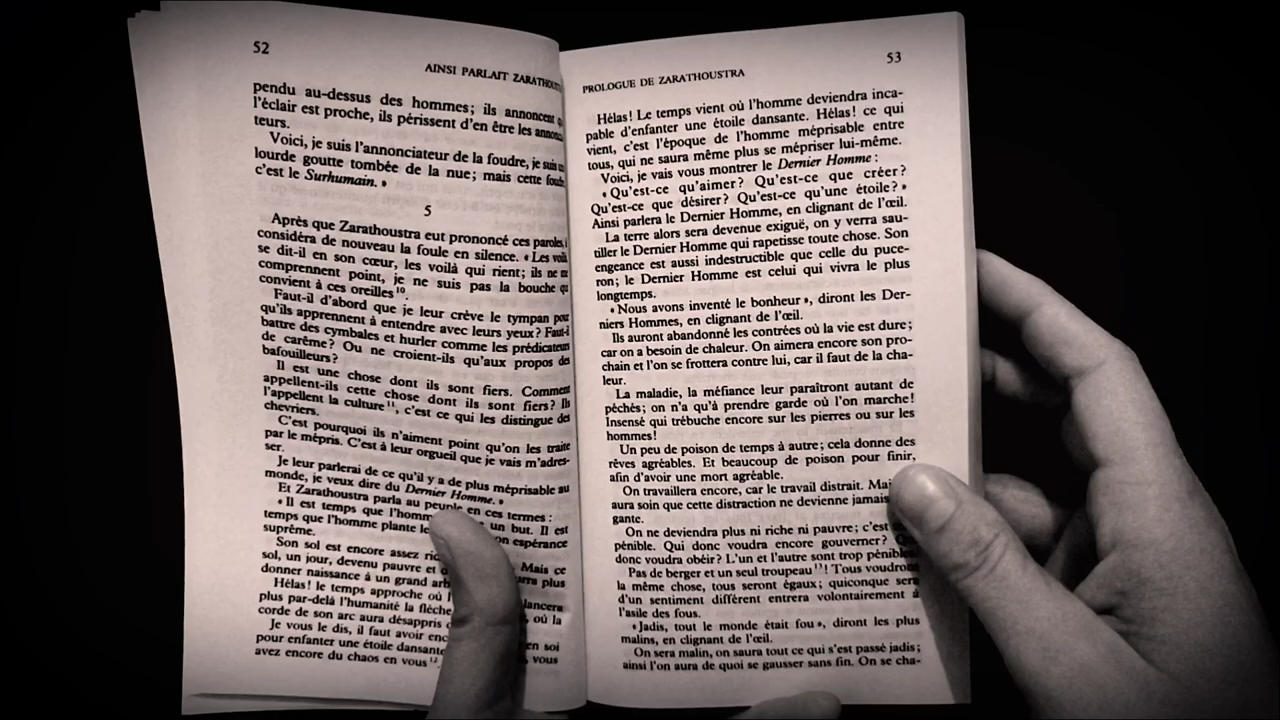 52
AINSI PARLAIT
pendu au-dessus des hommes; ils annoncent
l'éclair est proche, ils périssent d'en être les
teurs.
Voici, je suis l'annonciateur de la foudre, je suis
lourde goutte tombée de la nue; mais cette
c'est le Surhumain. »
5
Après que Zarathoustra eut prononcé ces paroles,
considéra de nouveau la foule en silence. « Les
se dit-il en son cœur, les voilà qui rient; ils ne
comprennent point, je ne suis pas la bouche
convient à ces oreilles¹⁰.
Faut-il d'abord que je leur crève le tympan pour
qu'ils apprennent à entendre avec leurs yeux?
battre des cymbales et hurler comme les prédicateurs
de carême? Ou ne croient-ils qu'aux propos des
bafouilleurs?
Il est une chose dont ils sont fiers. Comment
appellent-ils cette chose dont ils sont fiers? Ils
l'appellent la culture¹¹, c'est ce qui les distingue des
chevriers.
C'est pourquoi ils n'aiment point qu'on les traite
par le mépris. C'est à leur orgueil que je vais m'adres-
ser.
Je leur parlerai de ce qu'il y a de plus méprisable au
monde, je veux dire du Dernier Homme. »
Et Zarathoustra parla au peuple en ces termes :
« Il est temps que un but. Il est
temps que l'homme plante espérance
suprême.
Son sol est encore assez Mais ce
sol, un jour, devenu pauvre et plus
donner naissance à un grand
Hélas! le temps approche où
plus par-delà l'humanité la flèche où la
corde de son arc aura désappris
Je vous le dis, il faut avoir en soi
pour enfanter une étoile dansante vous
avez encore du chaos en vous¹².
53
PROLOGUE DE ZARATHOUSTRA
Hélas! Le temps vient où l'homme deviendra inca-
pable d'enfanter une étoile dansante. Hélas! ce qui
vient, c'est l'époque de l'homme méprisable entre
tous, qui ne saura même plus se mépriser lui-même.
Voici, je vais vous montrer le Dernier Homme :
« Qu'est-ce qu'aimer? Qu'est-ce que créer?
Qu'est-ce que désirer? Qu'est-ce qu'une étoile? »
Ainsi parlera le Dernier Homme, en clignant de l'œil.
La terre alors sera devenue exiguë, on y verra sau-
tiller le Dernier Homme qui rapetisse toute chose. Son
engeance est aussi indestructible que celle du puce-
ron; le Dernier Homme est celui qui vivra le plus
longtemps.
« Nous avons inventé le bonheur », diront les Der-
niers Hommes, en clignant de l'œil.
Ils auront abandonné les contrées où la vie est dure;
car on a besoin de chaleur. On aimera encore son pro-
chain et l'on se frottera contre lui, car il faut de la cha-
leur.
La maladie, la méfiance leur paraîtront autant de
péchés; on n'a qu'à prendre garde où l'on marche!
Insensé qui trébuche encore sur les pierres ou sur les
hommes!
Un peu de poison de temps à autre; cela donne des
rêves agréables. Et beaucoup de poison pour finir,
afin d'avoir une mort agréable.
On travaillera encore, car le travail distrait.
aura soin que cette distraction ne devienne jamais
gante.
On ne deviendra plus ni riche ni pauvre; c'est
pénible. Qui donc voudra encore gouverner?
donc voudra obéir? L'un et l'autre sont trop pénibles.
Pas de berger et un seul troupeau¹³! Tous voudront
la même chose, tous seront égaux; quiconque sera
d'un sentiment différent entrera volontairement à
l'asile des fous.
« Jadis, tout le monde était fou », diront les plus
malins, en clignant de l'œil.
On sera malin, on saura tout ce qui s'est passé jadis;
ainsi l'on aura de quoi se gausser sans fin. On se cha-